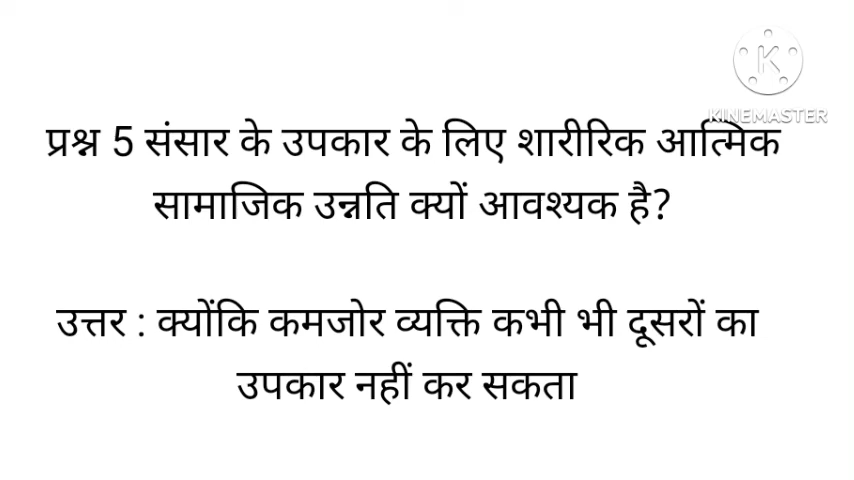 KINEMASTER
प्रश्न 5 संसार के उपकार के लिए शारीरिक आत्मिक
सामाजिक उन्नति क्यों आवश्यक है?
उत्तर : क्योंकि कमजोर व्यक्ति कभी भी दूसरों का
उपकार नहीं कर सकता